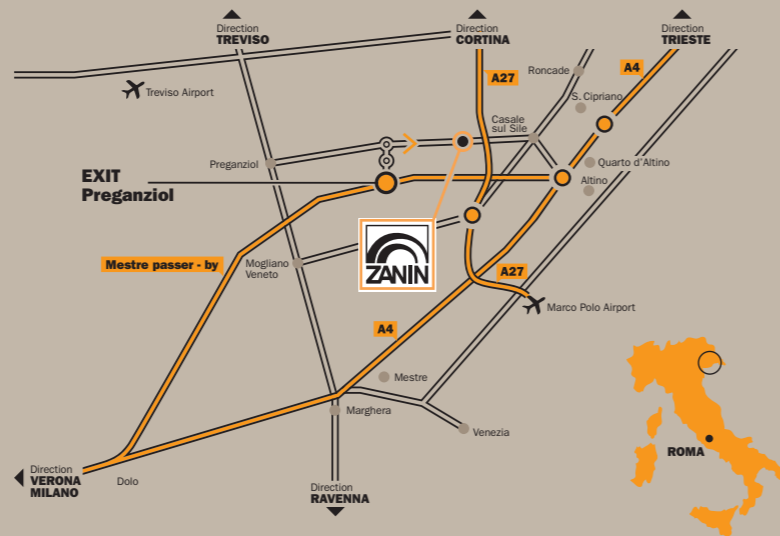 Direction
TREVISO
Direction
CORTINA
Direction
TRIESTE
A27
A4
Roncade
Treviso Airport
S. Cipriano
Casale
sul Sile
Preganziol
Quarto d'Altino
EXIT
Preganziol
Altino
ZANIN
Mestre passer - by
Mogliano
Veneto
A27
Marco Polo Airport
A4
Mestre
Marghera
Venezia
ROMA
Direction
VERONA
MILANO
Dolo
Direction
RAVENNA